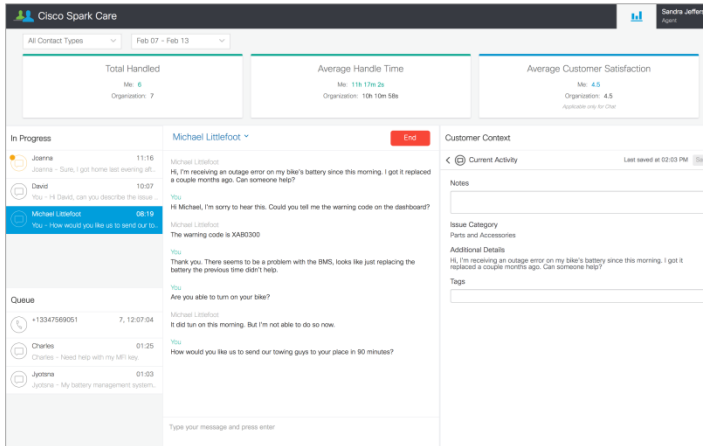 Cisco Spark Care
Sandra Jeffers
Agent
All Contact Types
Feb 07 - Feb 13
Total Handled
Me: 6
Organization: 7
Average Handle Time
Me: 11h 17m 2s
Organization: 10h 10m 58s
Average Customer Satisfaction
Me: 4.5
Organization: 4.5
Applicable only for Chat
In Progress
Joanna 11:16
Joanna - Sure, I got home last evening aft..
David 10:07
You - Hi David, can you describe the issue ..
Michael Littlefoot 08:19
You - How would you like us to send our to..
Queue
+13347569051 7, 12:07:04
Charles 01:25
Charles - Need help with my MFI key.
Jyotsna 01:03
Jyotsna - My battery management system..
Michael Littlefoot
End
Michael Littlefoot
Hi, I'm receiving an outage error on my bike's battery since this morning. I got it replaced
a couple months ago. Can someone help?
You
Hi Michael, I'm sorry to hear this. Could you tell me the warning code on the dashboard?
Michael Littlefoot
The warning code is XAB0300
You
Thank you. There seems to be a problem with the BMS, looks like just replacing the
battery the previous time didn't help.
You
Are you able to turn on your bike?
Michael Littlefoot
It did tun on this morning. But I'm not able to do so now.
You
How would you like us to send our towing guys to your place in 90 minutes?
Type your message and press enter
Customer Context
Current Activity
Last saved at 02:03 PM
Notes
Issue Category
Parts and Accessories
Additional Details
Hi, I'm receiving an outage error on my bike's battery since this morning. I got it
replaced a couple months ago. Can someone help?
Tags